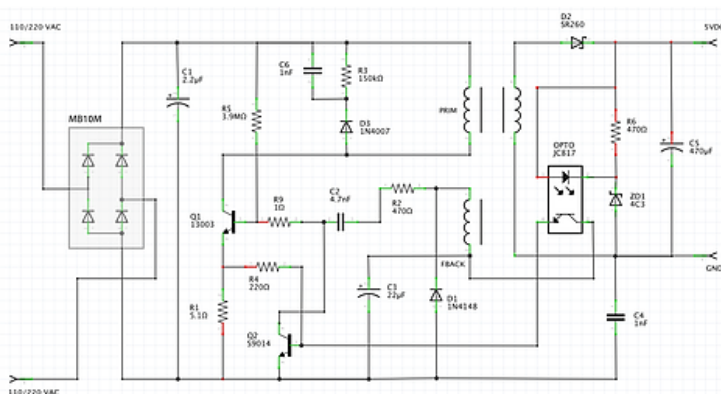 110/220 VAC
MB10M
C1
2.2µF
R5
3.9MΩ
C6
1nF
R3
150kΩ
D3
1N4007
PRIM
D2
SR260
5VDC
OPTO
JC817
R6
470Ω
C5
470µF
ZD1
4C3
Q1
13003
R9
1Ω
C2
4.7nF
R2
470Ω
FBACK
R4
220Ω
R1
5.1Ω
C3
22µF
D1
1N4148
Q2
S9014
C4
1nF
GND
110/220 VAC